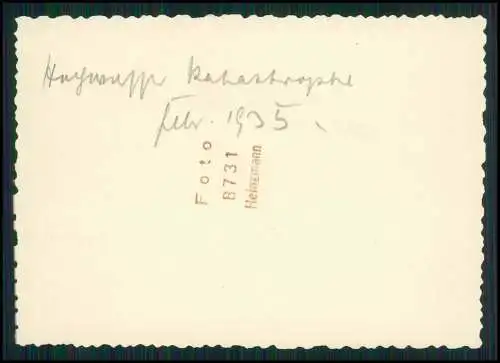 Hochwasser Katastrophe
Febr. 1935.
Foto
8731
Heinzmann